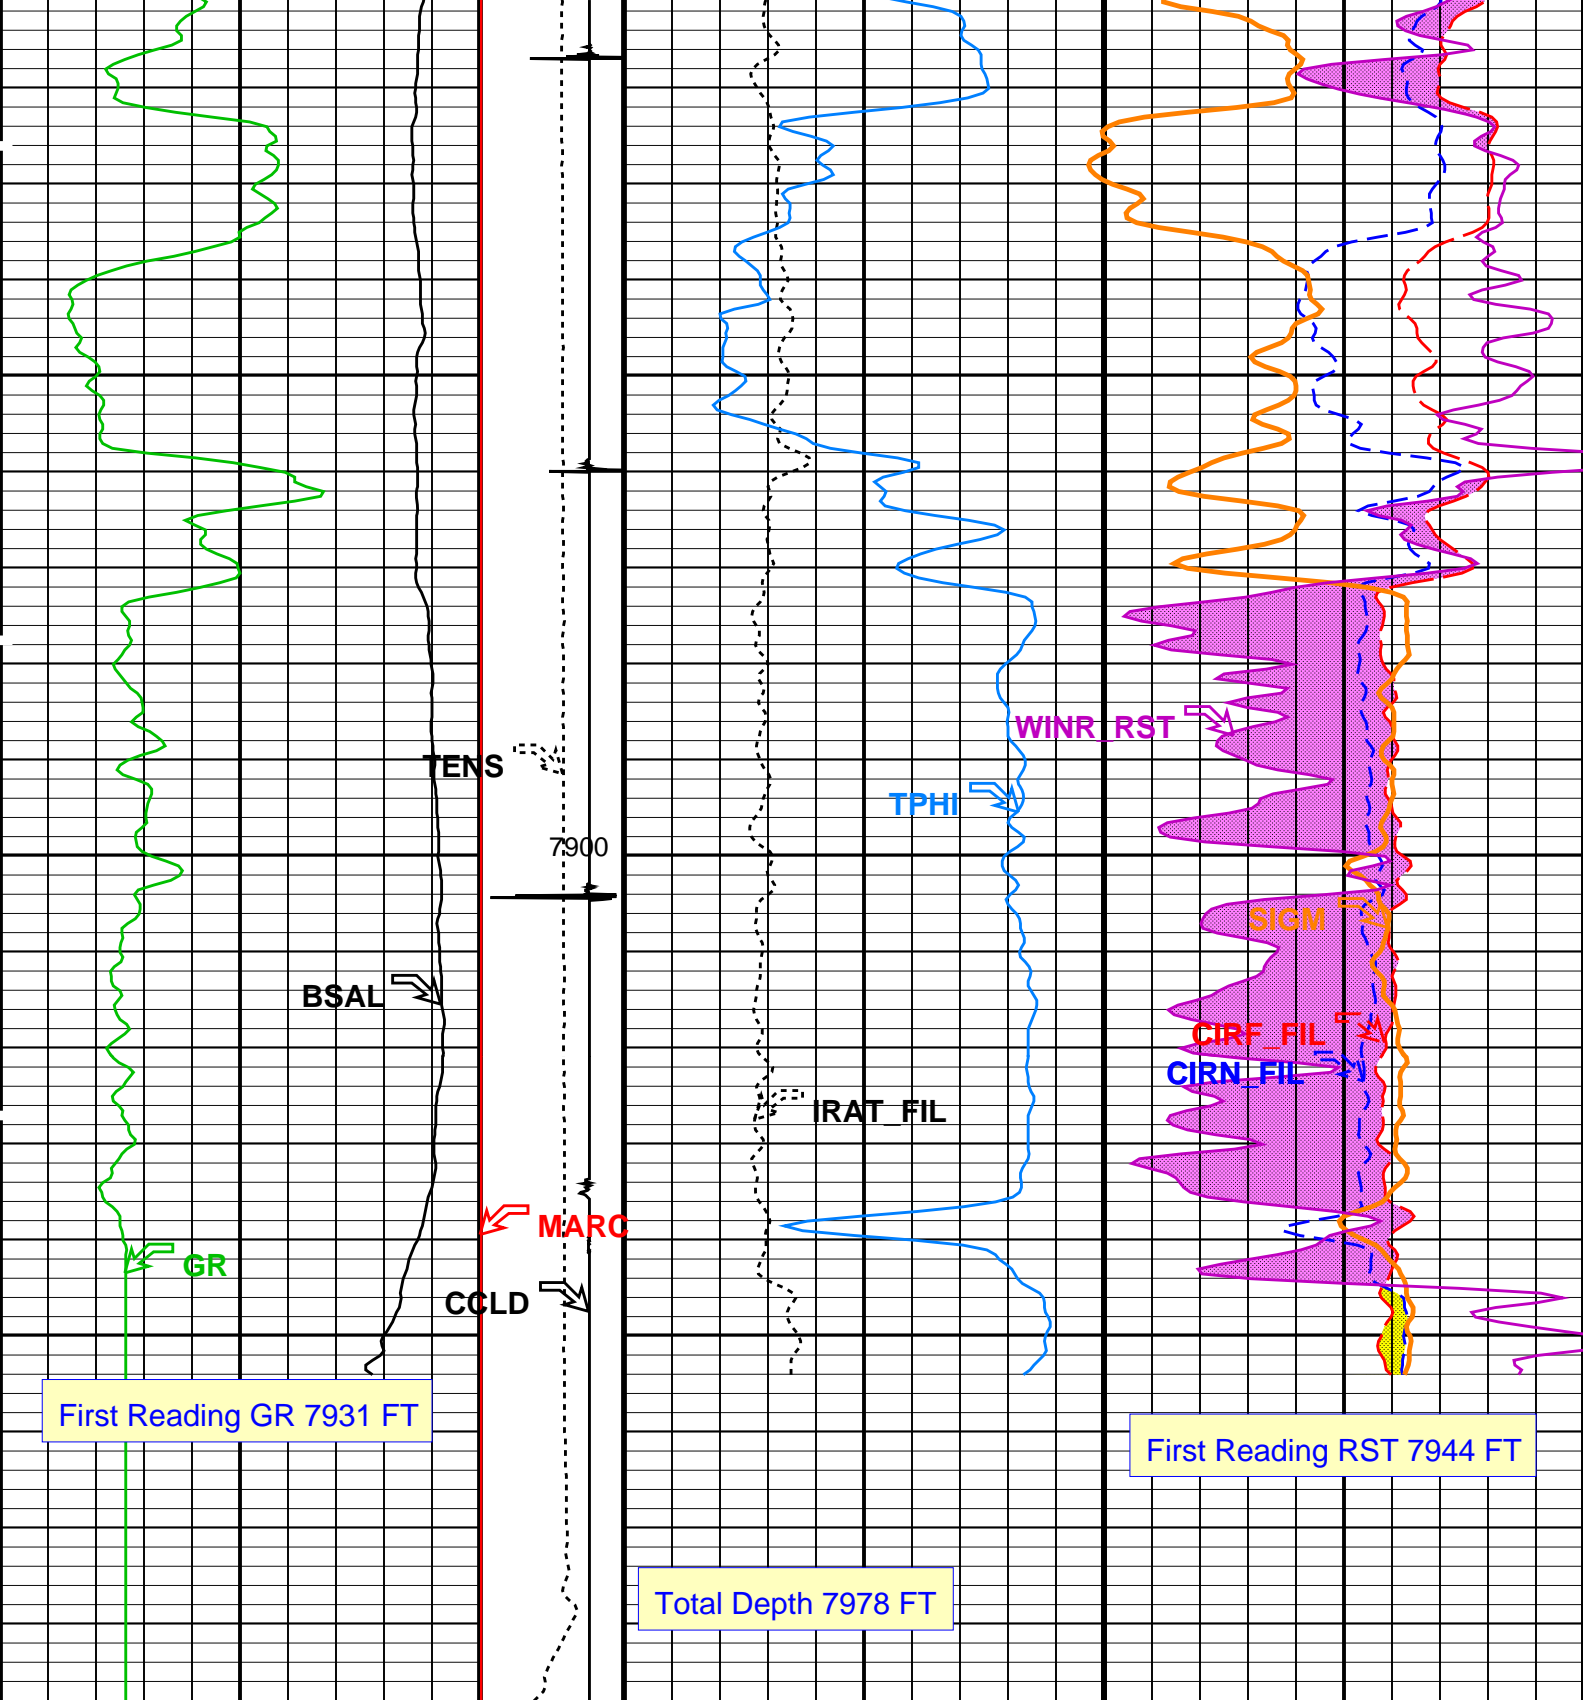 WINR_RST
TENS
TPHI
7900
SIGM
BSAL
CIRF_FIL
CIRN_FIL
IRAT_FIL
MARC
GR
CCLD
First Reading GR 7931 FT
First Reading RST 7944 FT
Total Depth 7978 FT